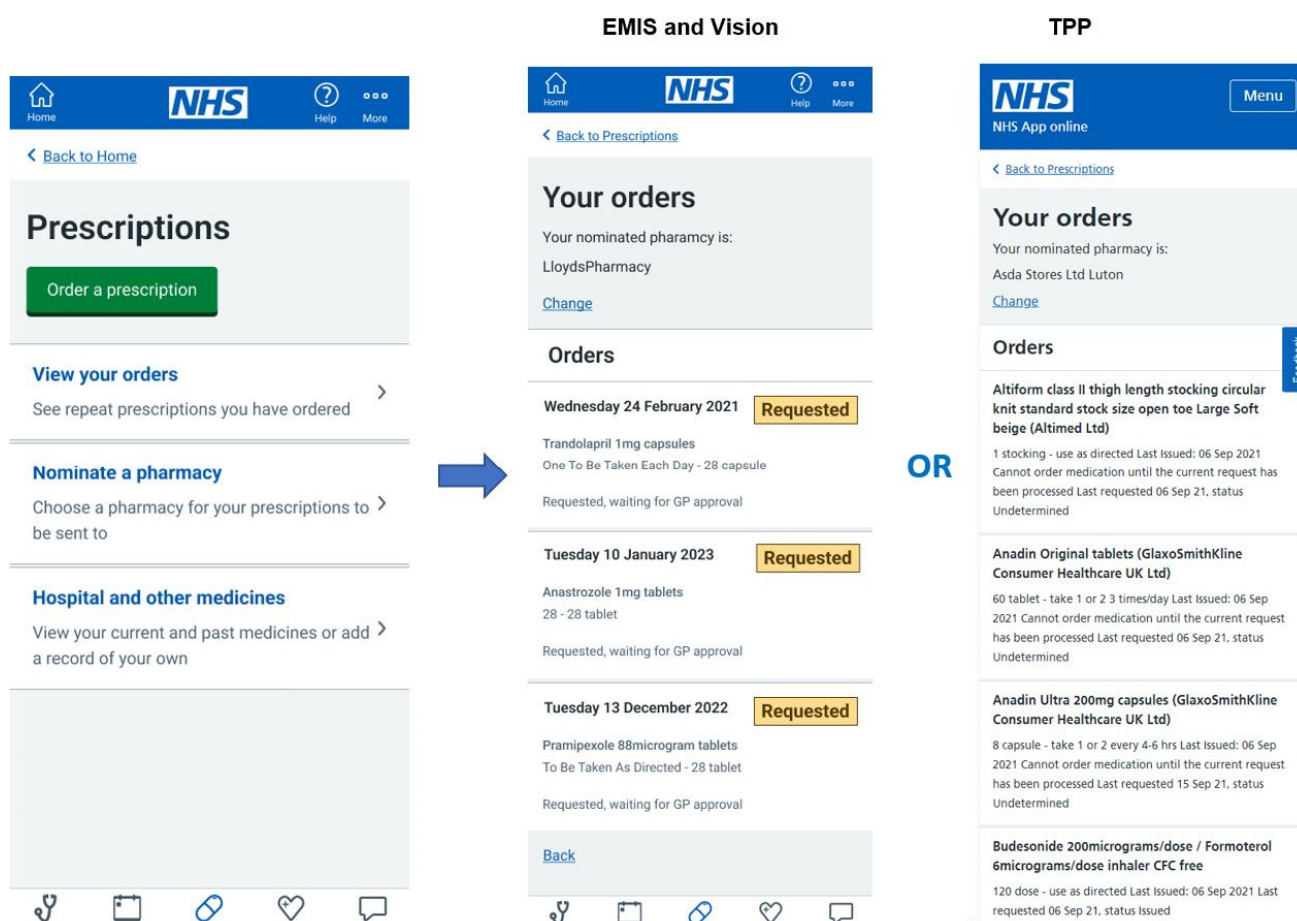 EMIS and Vision
TPP
Home
NHS
Help
More
Back to Home
Prescriptions
Order a prescription
View your orders
See repeat prescriptions you have ordered
Nominate a pharmacy
Choose a pharmacy for your prescriptions to
be sent to
Hospital and other medicines
View your current and past medicines or add
a record of your own
Home
NHS
Help
More
Back to Prescriptions
Your orders
Your nominated pharamcy is:
LloydsPharmacy
Change
Orders
Wednesday 24 February 2021
Requested
Trandolapril 1mg capsules
One To Be Taken Each Day - 28 capsule
Requested, waiting for GP approval
Tuesday 10 January 2023
Requested
Anastrozole 1mg tablets
28 - 28 tablet
Requested, waiting for GP approval
Tuesday 13 December 2022
Requested
Pramipexole 88microgram tablets
To Be Taken As Directed - 28 tablet
Requested, waiting for GP approval
Back
OR
NHS
Menu
NHS App online
Back to Prescriptions
Your orders
Your nominated pharmacy is:
Asda Stores Ltd Luton
Change
Orders
Altiform class II thigh length stocking circular
knit standard stock size open toe Large Soft
beige (Altimed Ltd)
1 stocking - use as directed Last Issued: 06 Sep 2021
Cannot order medication until the current request has
been processed Last requested 06 Sep 21, status
Undetermined
Anadin Original tablets (GlaxoSmithKline
Consumer Healthcare UK Ltd)
60 tablet - take 1 or 2 3 times/day Last Issued: 06 Sep
2021 Cannot order medication until the current request
has been processed Last requested 06 Sep 21, status
Undetermined
Anadin Ultra 200mg capsules (GlaxoSmithKline
Consumer Healthcare UK Ltd)
8 capsule - take 1 or 2 every 4-6 hrs Last Issued: 06 Sep
2021 Cannot order medication until the current request
has been processed Last requested 15 Sep 21, status
Undetermined
Budesonide 200micrograms/dose / Formoterol
6micrograms/dose inhaler CFC free
120 dose - use as directed Last Issued: 06 Sep 2021 Last
requested 06 Sep 21, status Issued